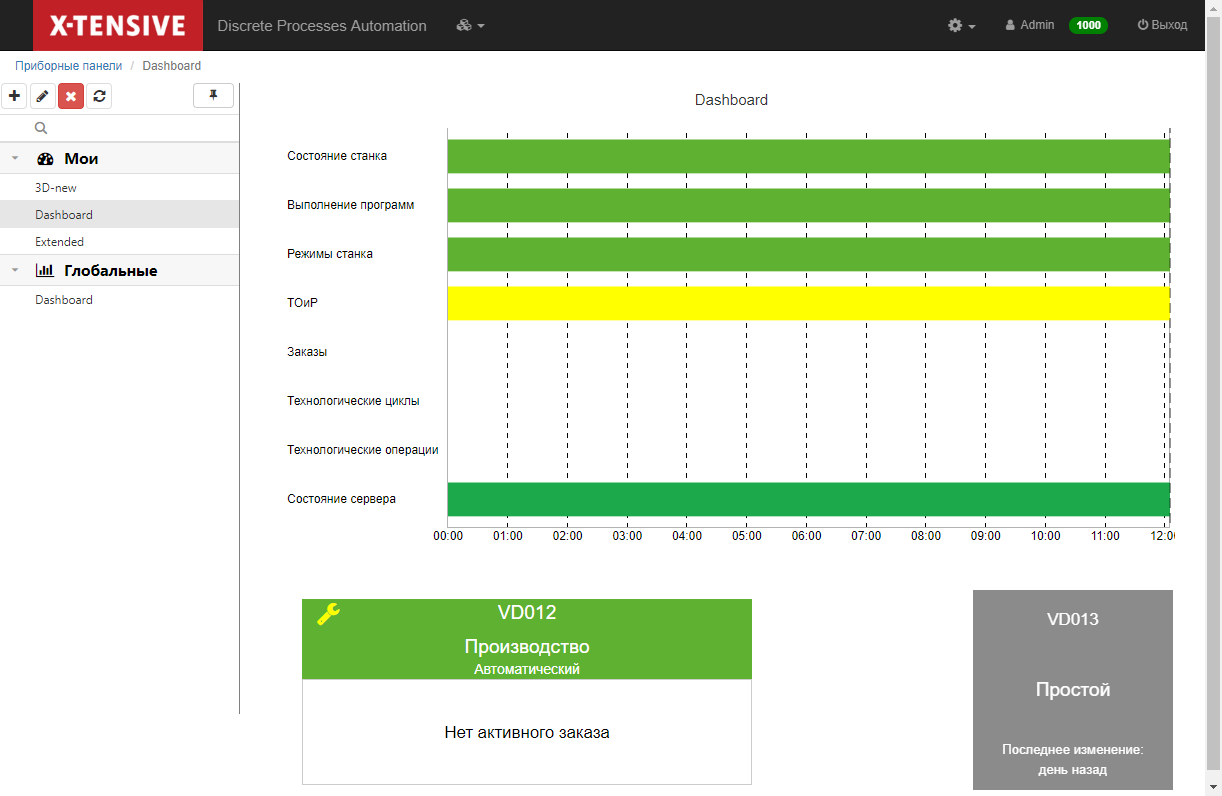 X-TENSIVE Discrete Processes Automation Admin 1000 Выход
Приборные панели / Dashboard
Мои
3D-new
Dashboard
Extended
Глобальные
Dashboard
Dashboard
Состояние станка
Выполнение программ
Режимы станка
ТОиР
Заказы
Технологические циклы
Технологические операции
Состояние сервера
00:00 01:00 02:00 03:00 04:00 05:00 06:00 07:00 08:00 09:00 10:00 11:00 12:0
VD012
Производство
Автоматический
Нет активного заказа
VD013
Простой
Последнее изменение:
день назад